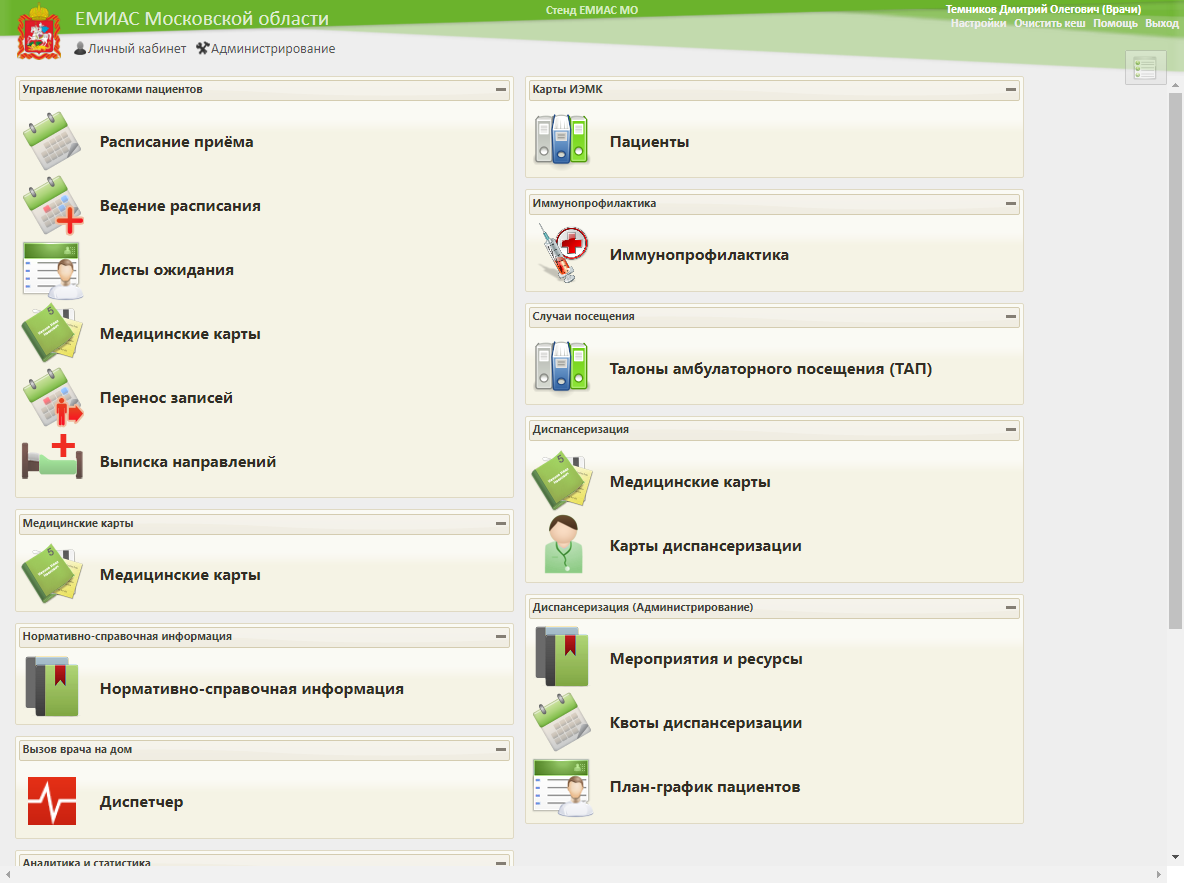 ЕМИАС Московской области
Стенд ЕМИАС МО
Темников Дмитрий Олегович (Врачи)
Настройки Очистить кеш Помощь Выход
Личный кабинет Администрирование
Управление потоками пациентов
Расписание приёма
Ведение расписания
Листы ожидания
Медицинские карты
Перенос записей
Выписка направлений
Медицинские карты
Медицинские карты
Нормативно-справочная информация
Нормативно-справочная информация
Вызов врача на дом
Диспетчер
Аналитика и статистика
Карты ИЭМК
Пациенты
Иммунопрофилактика
Иммунопрофилактика
Случаи посещения
Талоны амбулаторного посещения (ТАП)
Диспансеризация
Медицинские карты
Карты диспансеризации
Диспансеризация (Администрирование)
Мероприятия и ресурсы
Квоты диспансеризации
План-график пациентов